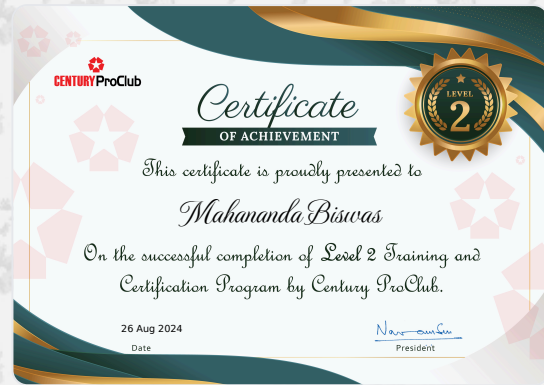 CENTURY ProClub
Certificate
OF ACHIEVEMENT
LEVEL
2
This certificate is proudly presented to
Mahananda Biswas
On the successful completion of Level 2 Training and
Certification Program by Century ProClub.
26 Aug 2024
Date
President